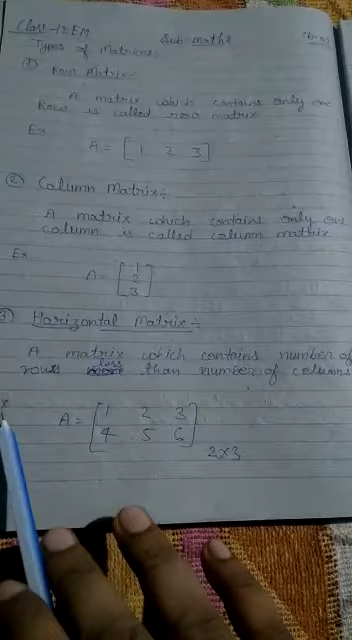 Class-12 EM
Sub Maths
Types of Matrices:-
① Row Matrix:-
A matrix which contains only one
Row is called row matrix
Ex
A = [1 2 3]
② Column Matrix:-
A matrix which contains only one
column is called column matrix
Ex
A = [1
2
3]
③ Horizontal Matrix:-
A matrix which contains number of
rows less than number of columns
A = [1 2 3
4 5 6]
2×3